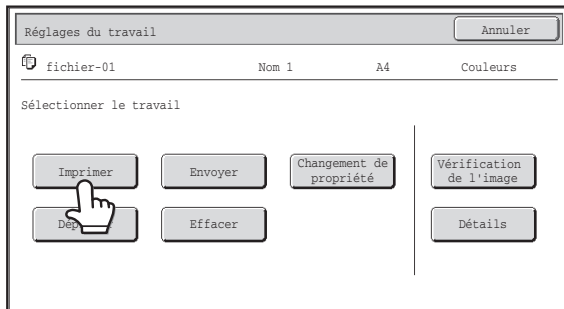 Réglages du travail
Annuler
fichier-01 Nom 1 A4 Couleurs
Sélectionner le travail
Imprimer
Envoyer
Changement de
propriété
Vérification
de l'image
Effacer
Détails